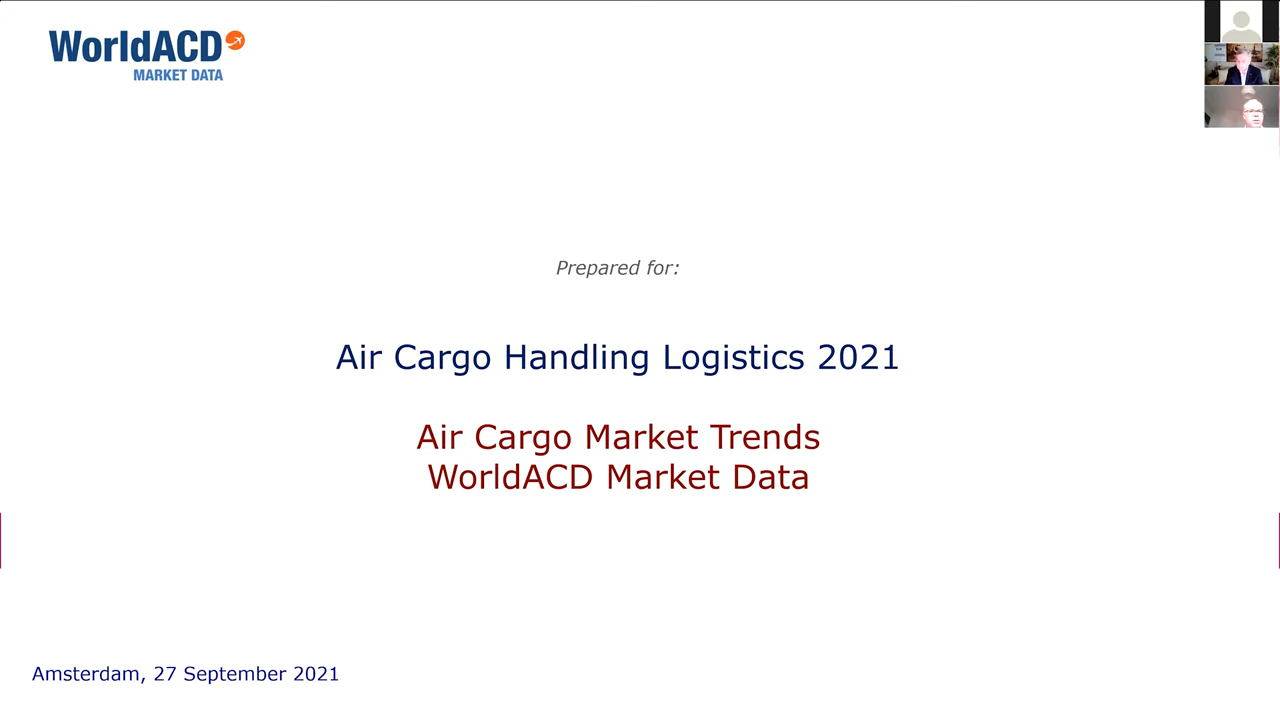 WorldACD
MARKET DATA
Prepared for:
Air Cargo Handling Logistics 2021
Air Cargo Market Trends
WorldACD Market Data
Amsterdam, 27 September 2021